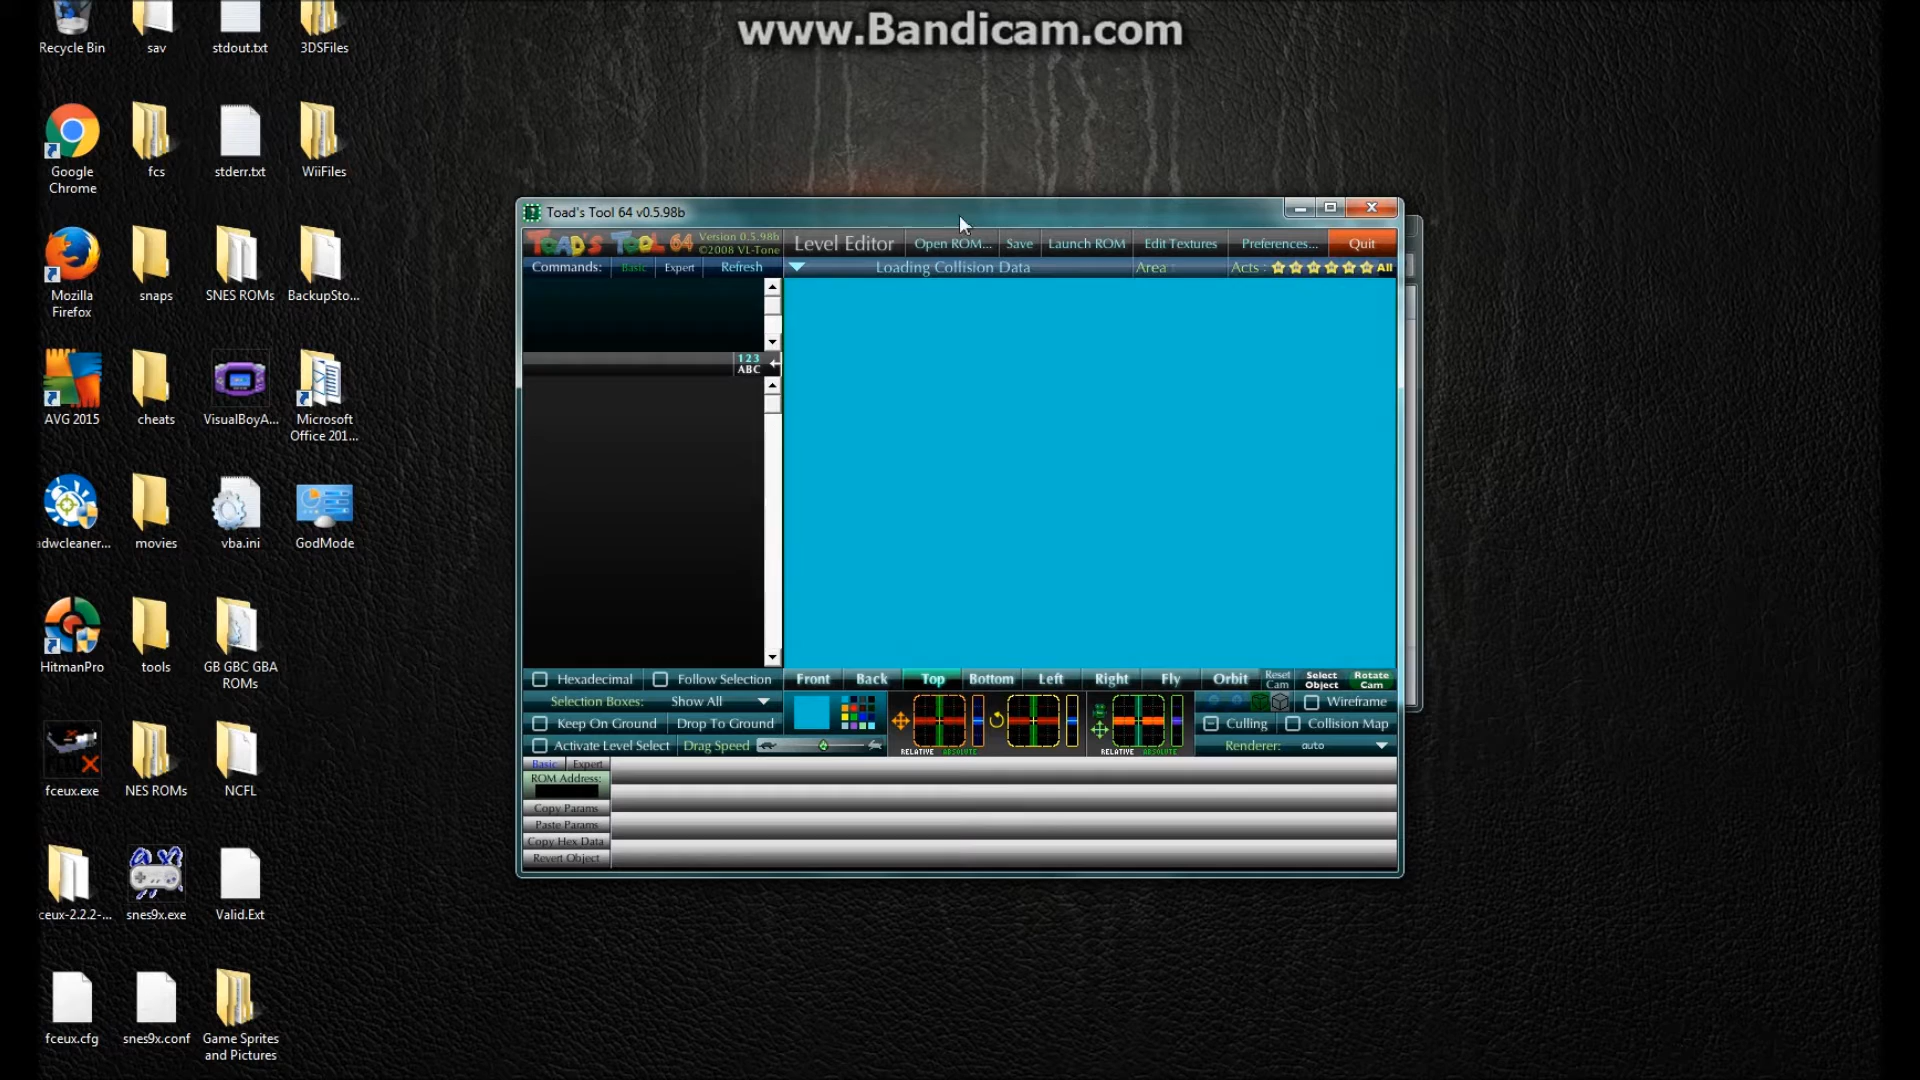 www.Bandicam.com
Recycle Bin
sav
stdout.txt
3DSFiles
Google
Chrome
fcs
stderr.txt
WiiFiles
Mozilla
Firefox
snaps
SNES ROMs
BackupSto...
AVG 2015
cheats
VisualBoyA...
Microsoft
Office 201...
adwcleaner...
movies
vba.ini
GodMode
HitmanPro
tools
GB GBC GBA
ROMs
fceux.exe
NES ROMs
NCFL
ceux-2.2.2-...
snes9x.exe
Valid.Ext
fceux.cfg
snes9x.conf
Game Sprites
and Pictures
Toad's Tool 64 v0.5.98b
TOAD'S TOOL 64
Version 0.5.98b
©2008 VL-Tone
Level Editor
Open ROM...
Save
Launch ROM
Edit Textures
Preferences...
Quit
Commands:
Basic
Expert
Refresh
Loading Collision Data
Area :
Acts :
All
123
ABC
Hexadecimal
Follow Selection
Front
Back
Top
Bottom
Left
Right
Fly
Orbit
Reset
Cam
Select
Object
Rotate
Cam
Selection Boxes:
Show All
Wireframe
Keep On Ground
Drop To Ground
Culling
Collision Map
Activate Level Select
Drag Speed
RELATIVE ABSOLUTE
RELATIVE ABSOLUTE
Renderer:
auto
Basic
Expert
ROM Address:
Copy Params
Paste Params
Copy Hex Data
Revert Object